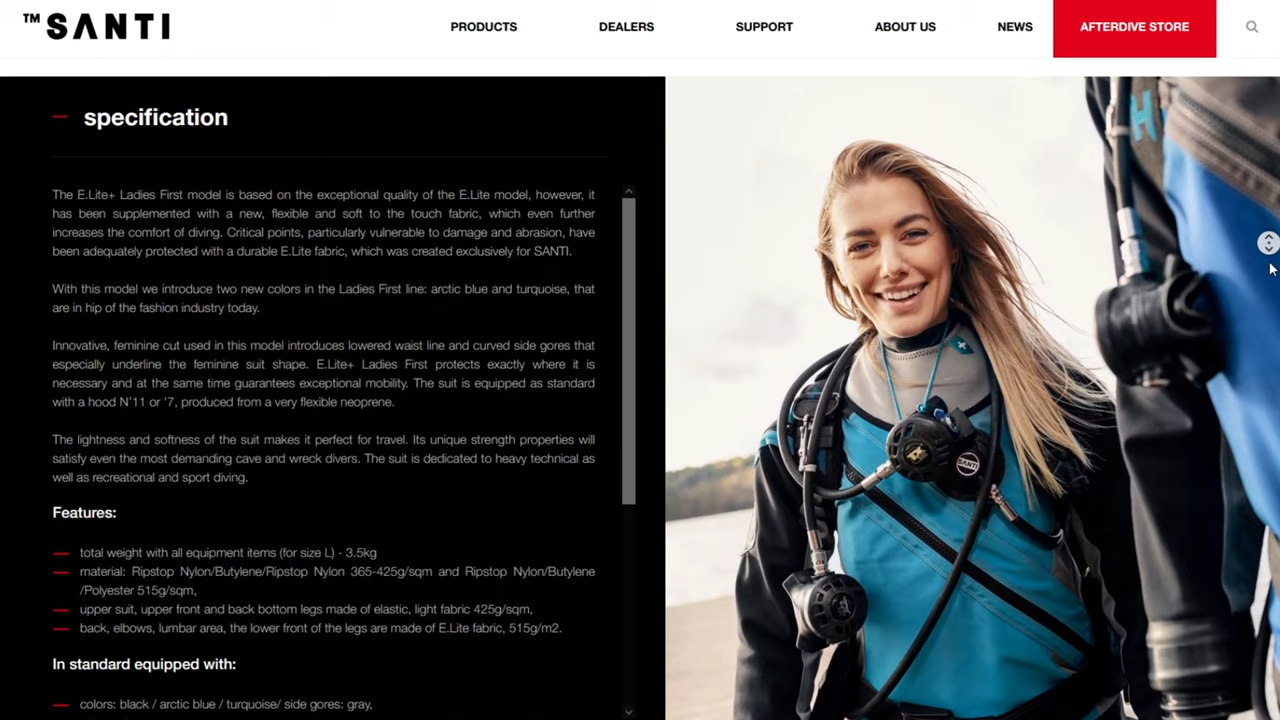 ™SANTI
PRODUCTS DEALERS SUPPORT ABOUT US NEWS AFTERDIVE STORE
specification
The E.Lite+ Ladies First model is based on the exceptional quality of the E.Lite model, however, it
has been supplemented with a new, flexible and soft to the touch fabric, which even further
increases the comfort of diving. Critical points, particularly vulnerable to damage and abrasion, have
been adequately protected with a durable E.Lite fabric, which was created exclusively for SANTI.
With this model we introduce two new colors in the Ladies First line: arctic blue and turquoise, that
are in hip of the fashion industry today.
Innovative, feminine cut used in this model introduces lowered waist line and curved side gores that
especially underline the feminine suit shape. E.Lite+ Ladies First protects exactly where it is
necessary and at the same time guarantees exceptional mobility. The suit is equipped as standard
with a hood N'11 or '7, produced from a very flexible neoprene.
The lightness and softness of the suit makes it perfect for travel. Its unique strength properties will
satisfy even the most demanding cave and wreck divers. The suit is dedicated to heavy technical as
well as recreational and sport diving.
Features:
total weight with all equipment items (for size L) - 3.5kg
material: Ripstop Nylon/Butylene/Ripstop Nylon 365-425g/sqm and Ripstop Nylon/Butylene
/Polyester 515g/sqm,
upper suit, upper front and back bottom legs made of elastic, light fabric 425g/sqm,
back, elbows, lumbar area, the lower front of the legs are made of E.Lite fabric, 515g/m2.
In standard equipped with:
colors: black / arctic blue / turquoise/ side gores: gray,
SANTI
H